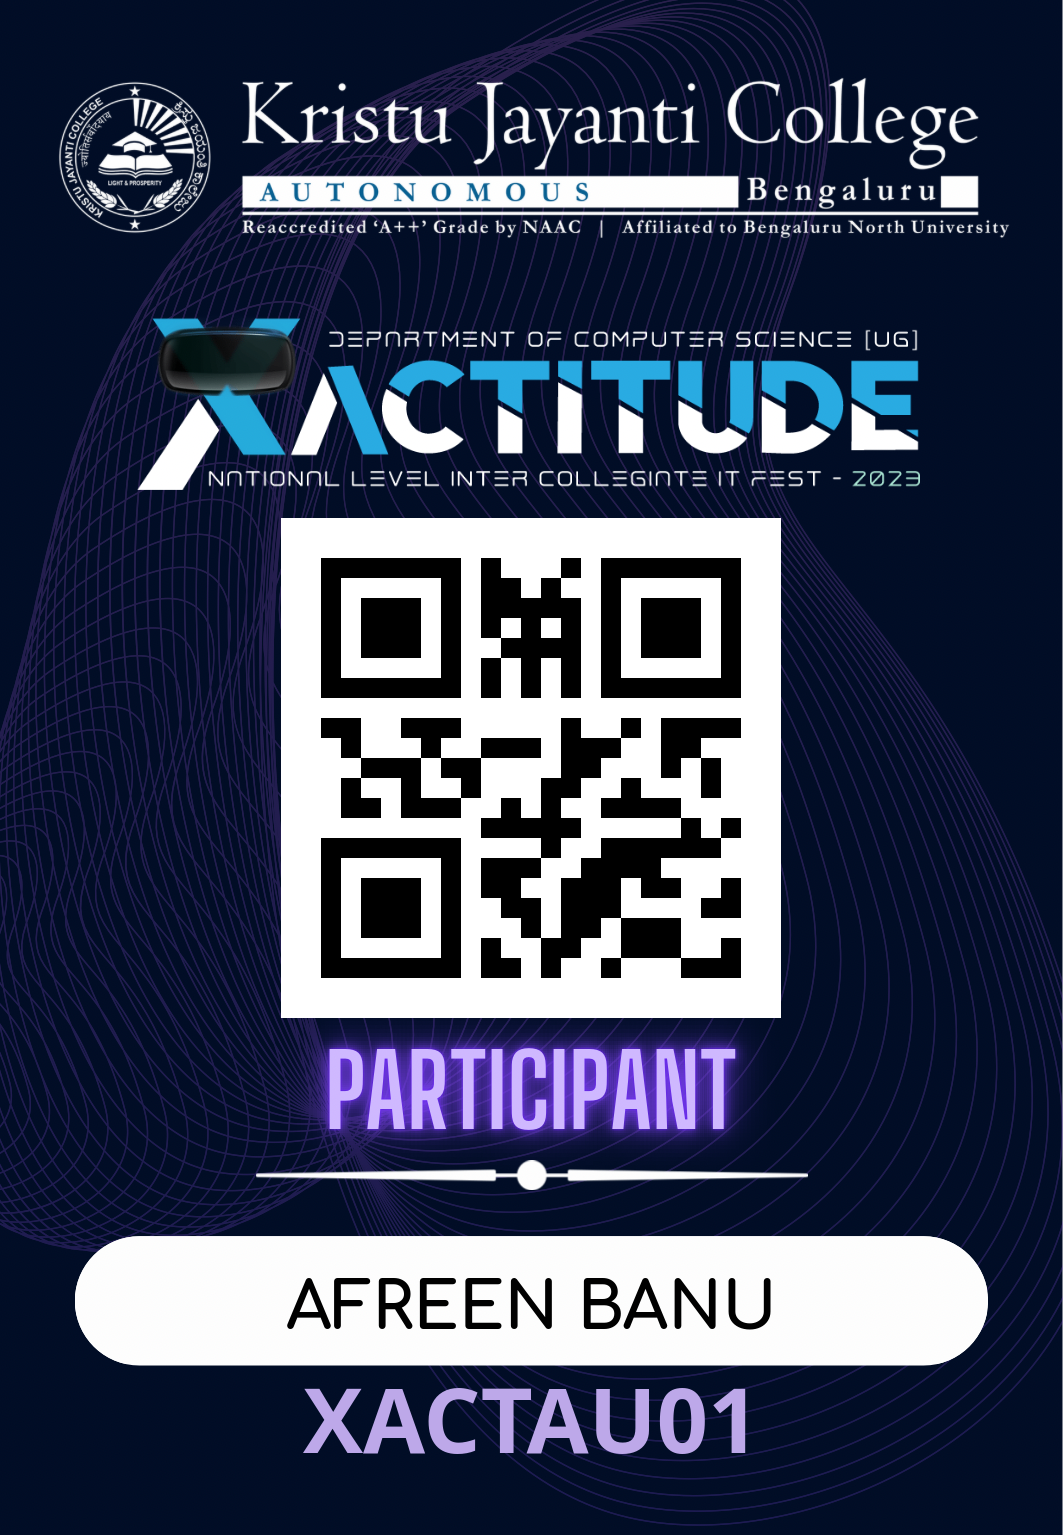 KRISTU JAYANTI COLLEGE
ಕ್ರಿಸ್ತು ಜಯಂತಿ ಕಾಲೇಜು
LIGHT & PROSPERITY
Kristu Jayanti College
AUTONOMOUS Bengaluru
Reaccredited ‘A++’ Grade by NAAC | Affiliated to Bengaluru North University
DEPARTMENT OF COMPUTER SCIENCE [UG]
XACTITUDE
NATIONAL LEVEL INTER COLLEGIATE IT FEST - 2023
PARTICIPANT
AFREEN BANU
XACTAU01